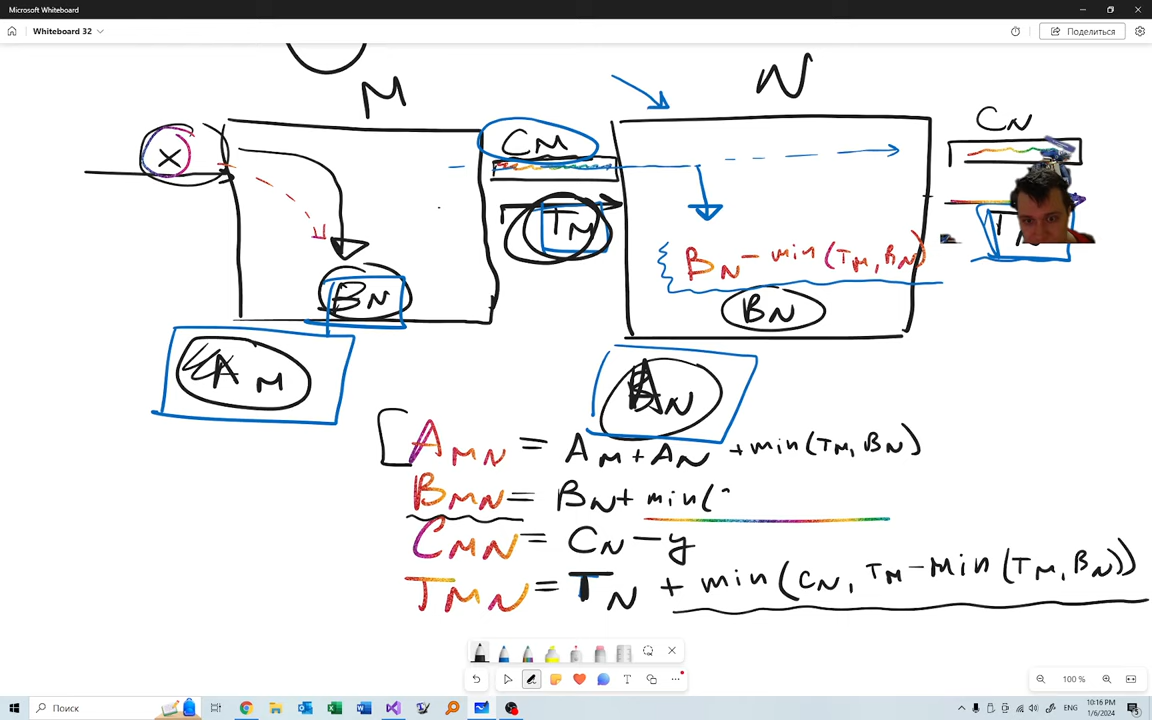 Microsoft Whiteboard
Whiteboard 32
Поделиться
M
N
X
CM
CN
TM
BN - min(TM, BN)
BN
BN
AM
AN
AMN = AM + AN + min(TM, BN)
BMN = BN + min(
CMN = CN - y
TMN = TN + min(CN, TM - min(TM, BN))
100 %
Поиск
ENG
10:16 PM
1/6/2024